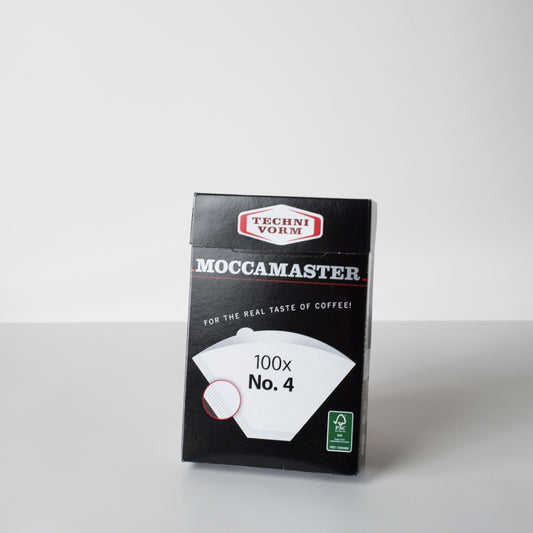 TECHNI
VORM
MOCCAMASTER
FOR THE REAL TASTE OF COFFEE!
100x
No. 4
FSC